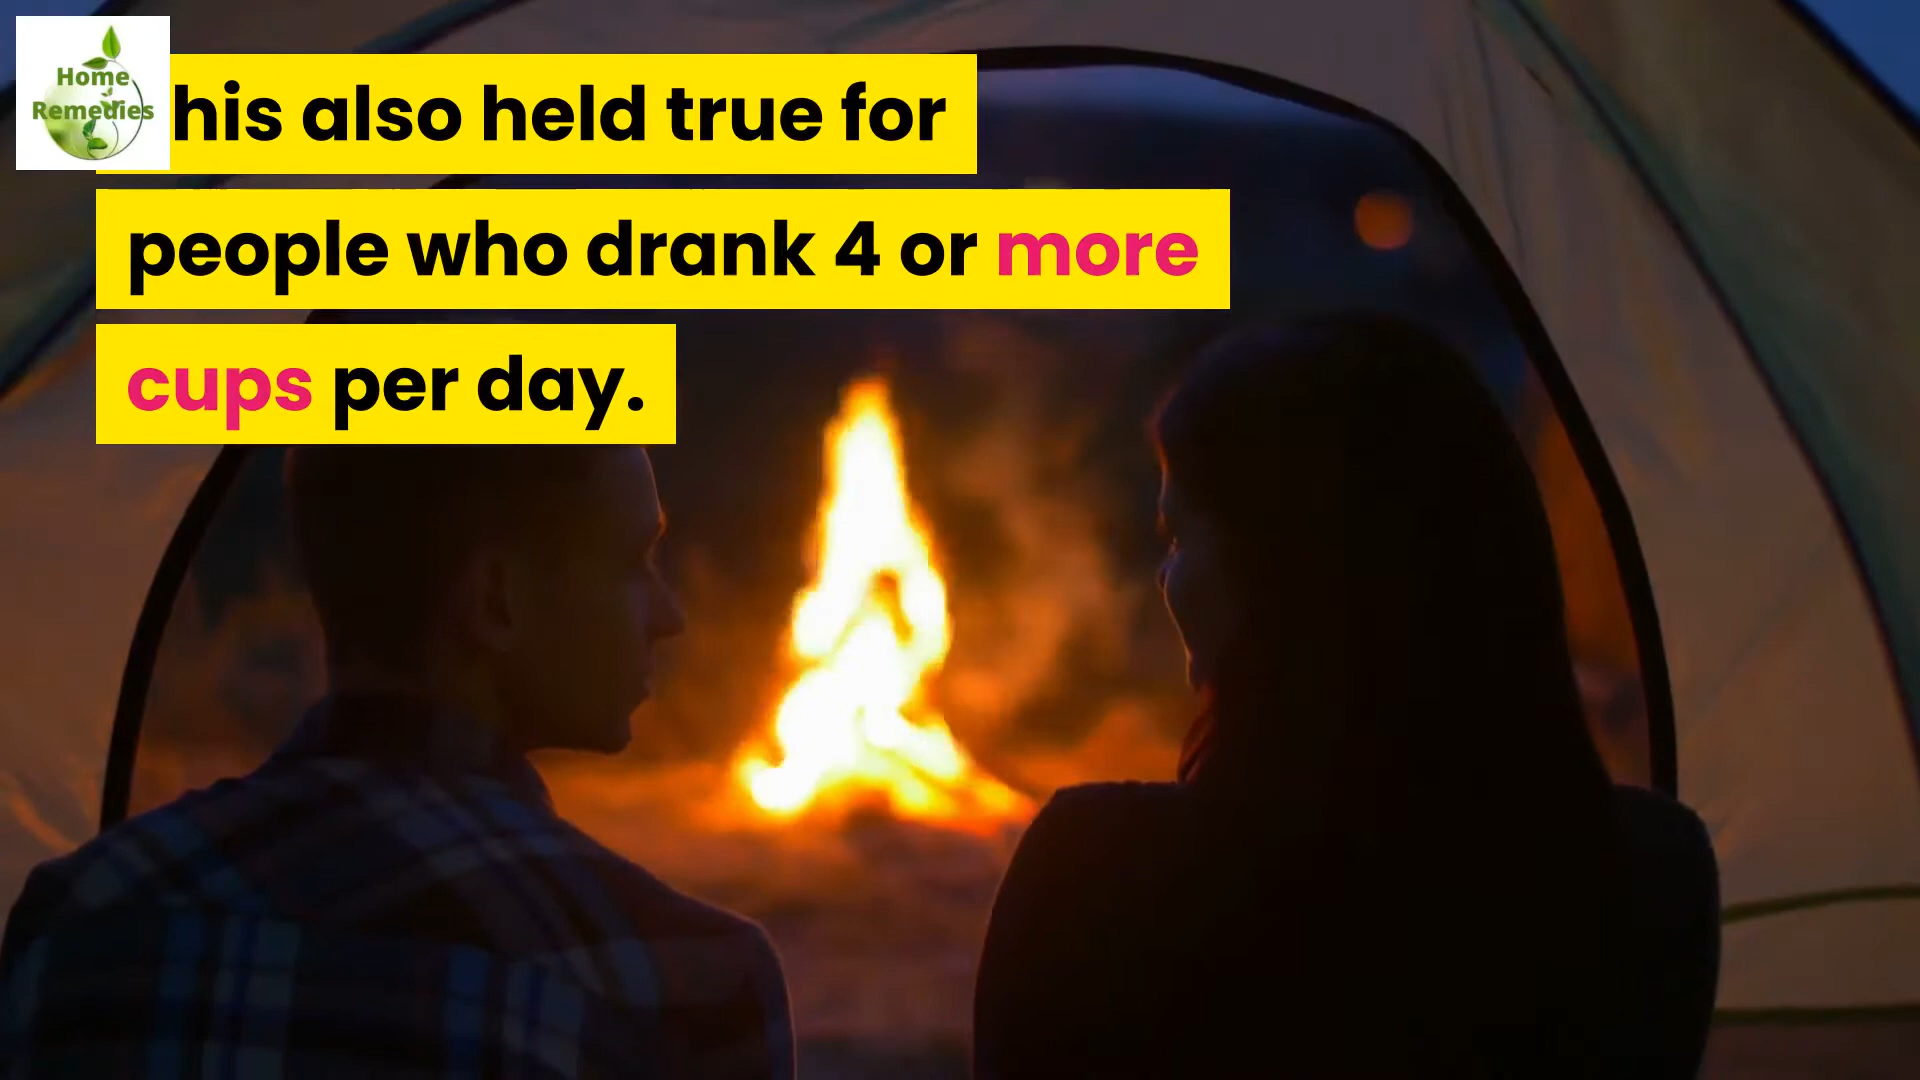 Home
Remedies
his also held true for
people who drank 4 or more
cups per day.